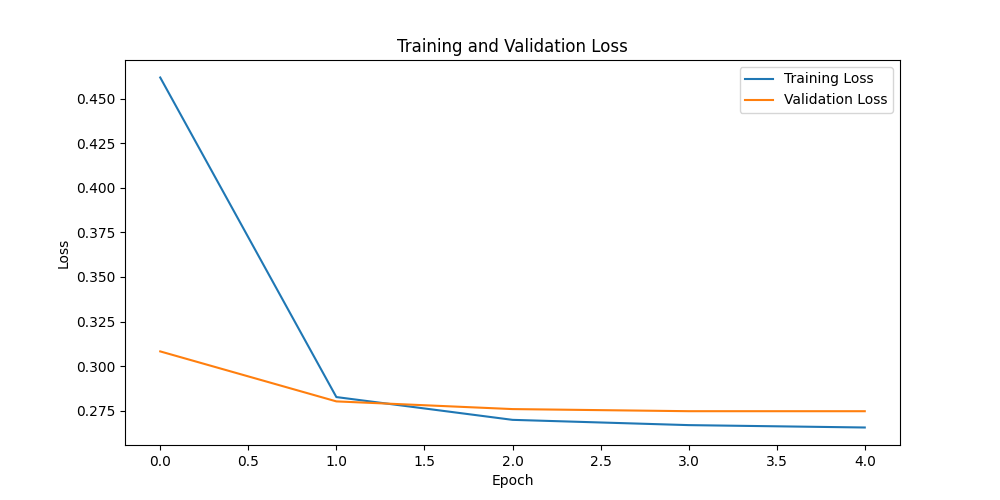 Training and Validation Loss
Training Loss
Validation Loss
0.450
0.425
0.400
0.375
0.350
0.325
0.300
0.275
Loss
0.0 0.5 1.0 1.5 2.0 2.5 3.0 3.5 4.0
Epoch